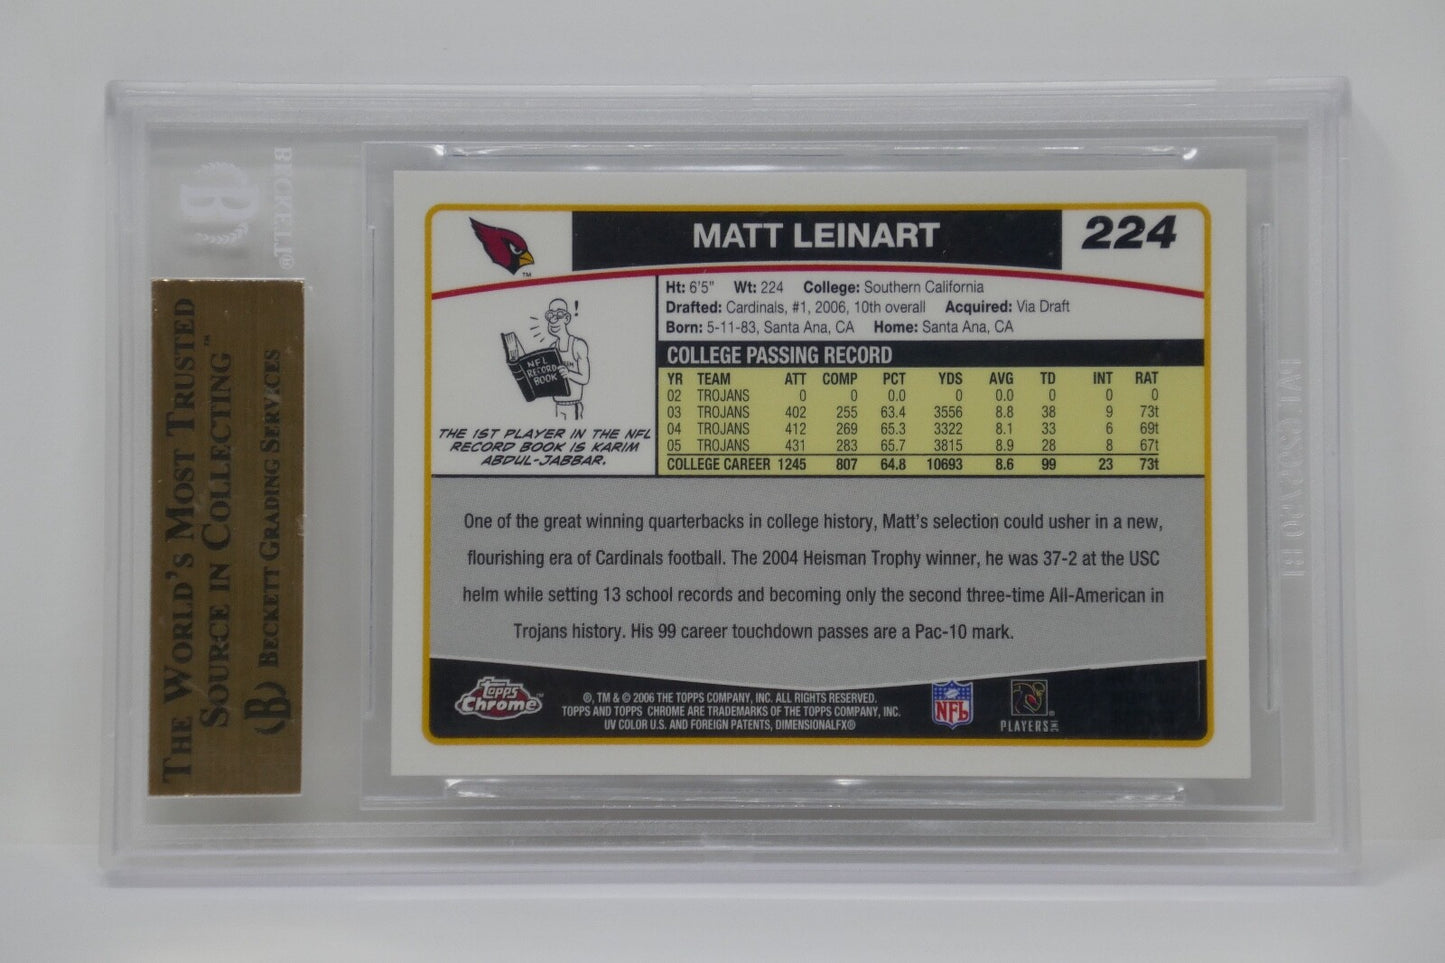 BECKETT®
B
THE WORLD'S MOST TRUSTED
SOURCE IN COLLECTING™
B BECKETT GRADING SERVICES
MATT LEINART
224
TM
Ht: 6'5" Wt: 224 College: Southern California
Drafted: Cardinals, #1, 2006, 10th overall Acquired: Via Draft
Born: 5-11-83, Santa Ana, CA Home: Santa Ana, CA
!
NFL
RECORD
BOOK
THE 1ST PLAYER IN THE NFL
RECORD BOOK IS KARIM
ABDUL-JABBAR.
COLLEGE PASSING RECORD
YR TEAM ATT COMP PCT YDS AVG TD INT RAT
02 TROJANS 0 0 0.0 0 0.0 0 0 0
03 TROJANS 402 255 63.4 3556 8.8 38 9 73t
04 TROJANS 412 269 65.3 3322 8.1 33 6 69t
05 TROJANS 431 283 65.7 3815 8.9 28 8 67t
COLLEGE CAREER 1245 807 64.8 10693 8.6 99 23 73t
One of the great winning quarterbacks in college history, Matt's selection could usher in a new,
flourishing era of Cardinals football. The 2004 Heisman Trophy winner, he was 37-2 at the USC
helm while setting 13 school records and becoming only the second three-time All-American in
Trojans history. His 99 career touchdown passes are a Pac-10 mark.
Topps
Chrome™
®, TM & © 2006 THE TOPPS COMPANY, INC. ALL RIGHTS RESERVED.
TOPPS AND TOPPS CHROME ARE TRADEMARKS OF THE TOPPS COMPANY, INC.
UV COLOR U.S. AND FOREIGN PATENTS, DIMENSIONALFX®
NFL
PLAYERS INC